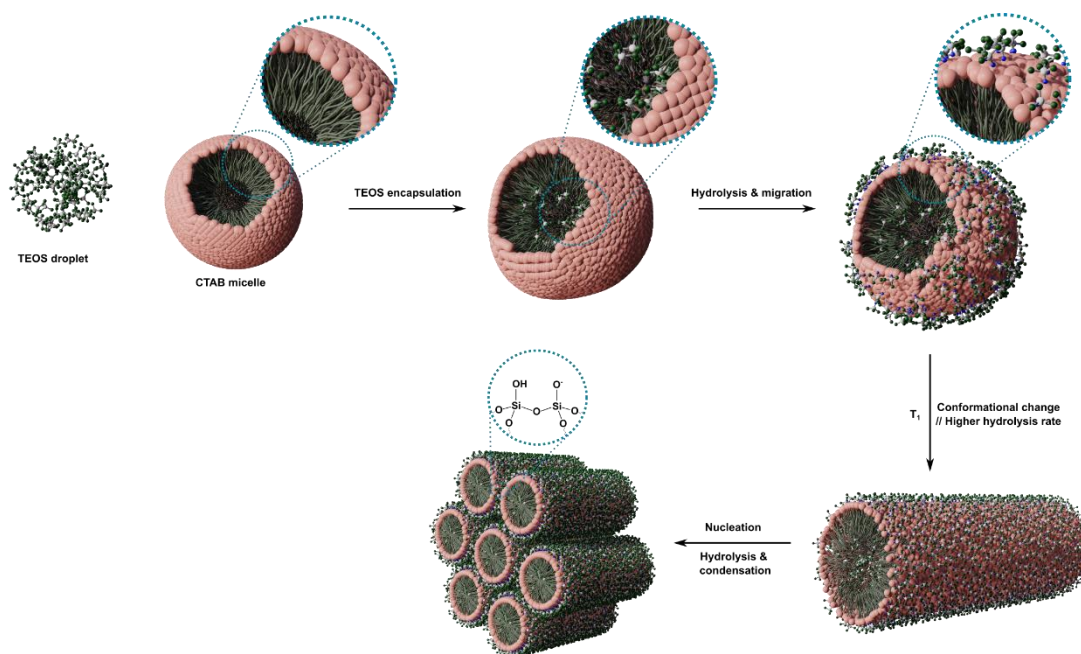 TEOS droplet
CTAB micelle
TEOS encapsulation
Hydrolysis & migration
T1
Conformational change
// Higher hydrolysis rate
Nucleation
Hydrolysis &
condensation
OH
O-
Si
Si
O
O
O
O
O